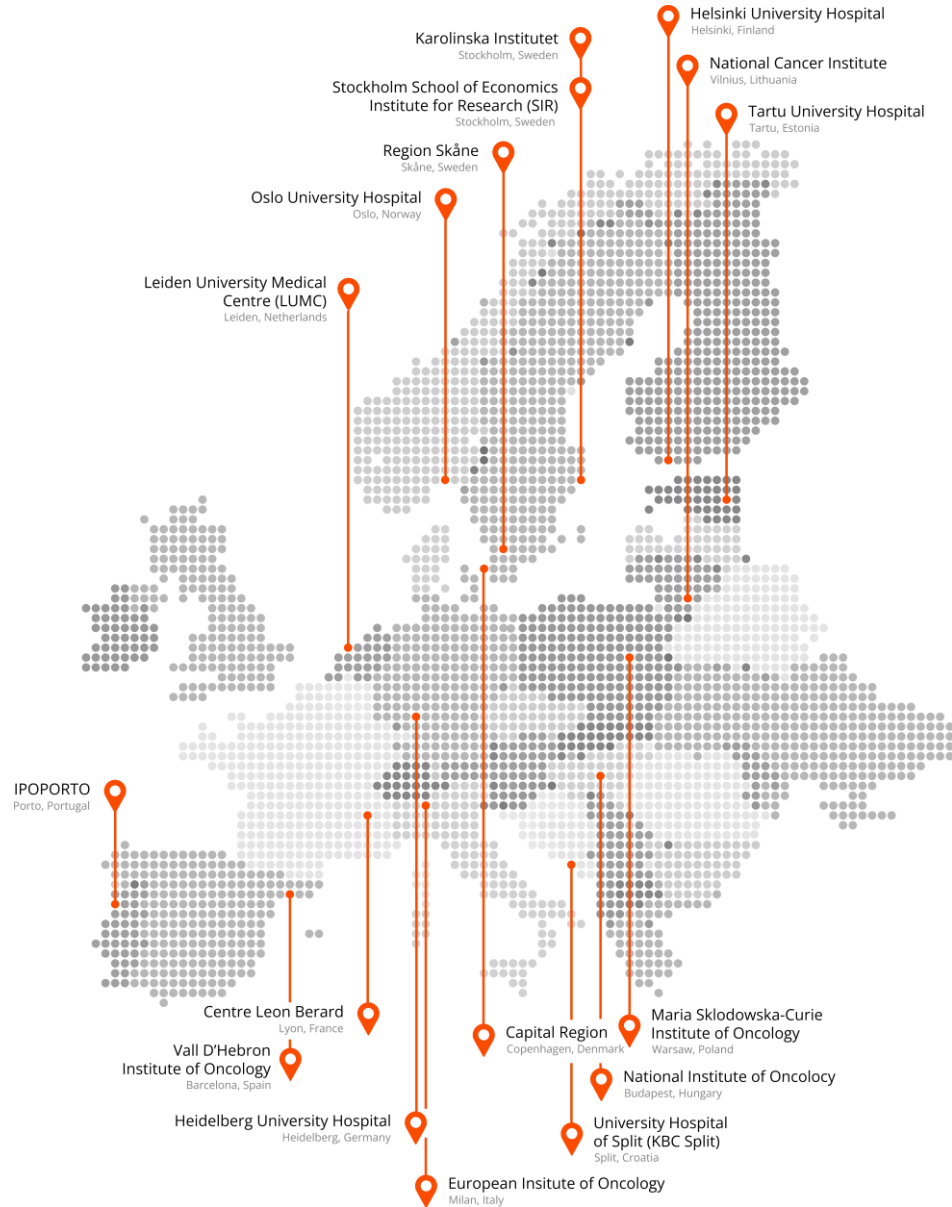 Helsinki University Hospital
Helsinki, Finland
Karolinska Institutet
Stockholm, Sweden
National Cancer Institute
Vilnius, Lithuania
Stockholm School of Economics
Institute for Research (SIR)
Stockholm, Sweden
Tartu University Hospital
Tartu, Estonia
Region Skåne
Skåne, Sweden
Oslo University Hospital
Oslo, Norway
Leiden University Medical
Centre (LUMC)
Leiden, Netherlands
IPOPORTO
Porto, Portugal
Centre Leon Berard
Lyon, France
Vall D’Hebron
Institute of Oncology
Barcelona, Spain
Capital Region
Copenhagen, Denmark
Maria Sklodowska-Curie
Institute of Oncology
Warsaw, Poland
National Institute of Oncolocy
Budapest, Hungary
Heidelberg University Hospital
Heidelberg, Germany
University Hospital
of Split (KBC Split)
Split, Croatia
European Insitute of Oncology
Milan, Italy